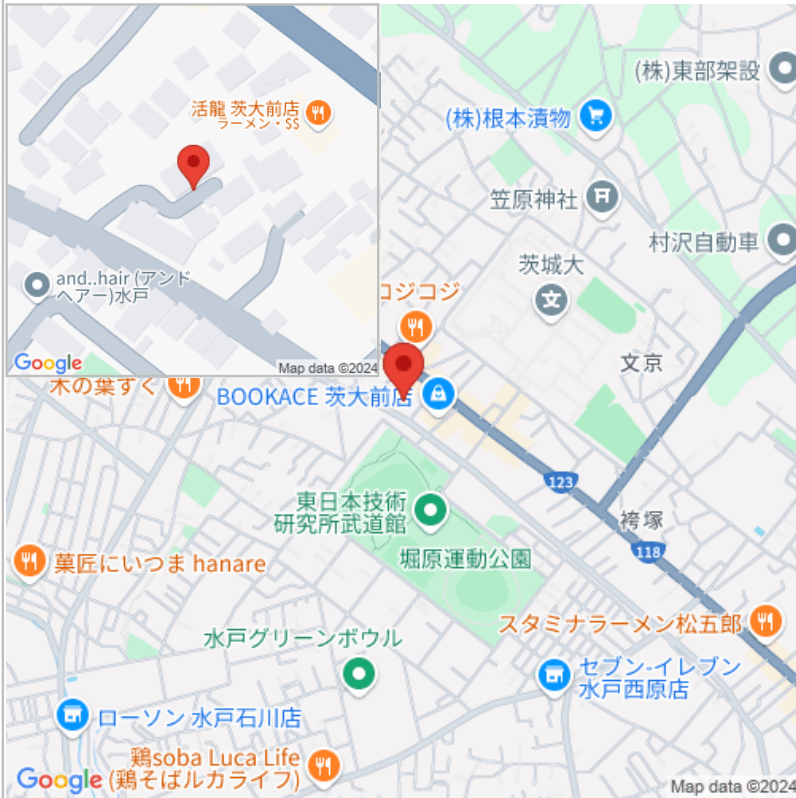 活龍 茨大前店
ラーメン・$$
and..hair (アンド
ヘアー)水戸
Google
Map data ©2024
(株)東部架設
(株)根本漬物
笠原神社
村沢自動車
茨城大
コジコジ
文京
木の葉すく
BOOKACE 茨大前店
123
東日本技術
研究所武道館
袴塚
118
堀原運動公園
菓匠にいつま hanare
スタミナラーメン松五郎
水戸グリーンボウル
セブン-イレブン
水戸西原店
ローソン 水戸石川店
鶏soba Luca Life
(鶏そばルカライフ)
Google
Map data ©2024